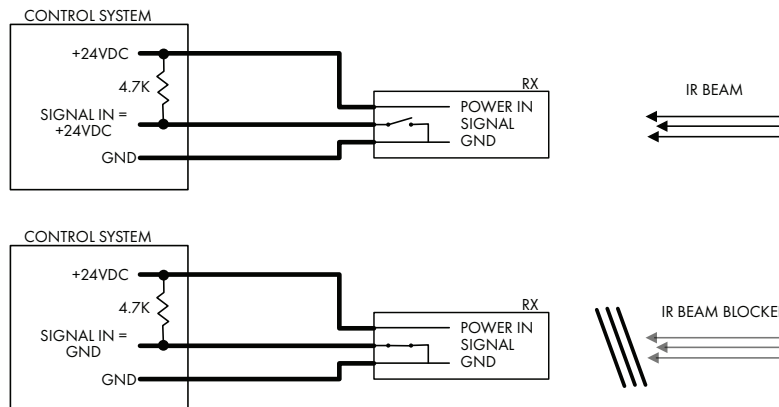 CONTROL SYSTEM
+24VDC
4.7K
SIGNAL IN =
+24VDC
GND
RX
POWER IN
SIGNAL
GND
IR BEAM
CONTROL SYSTEM
+24VDC
4.7K
SIGNAL IN =
GND
GND
RX
POWER IN
SIGNAL
GND
IR BEAM BLOCKE